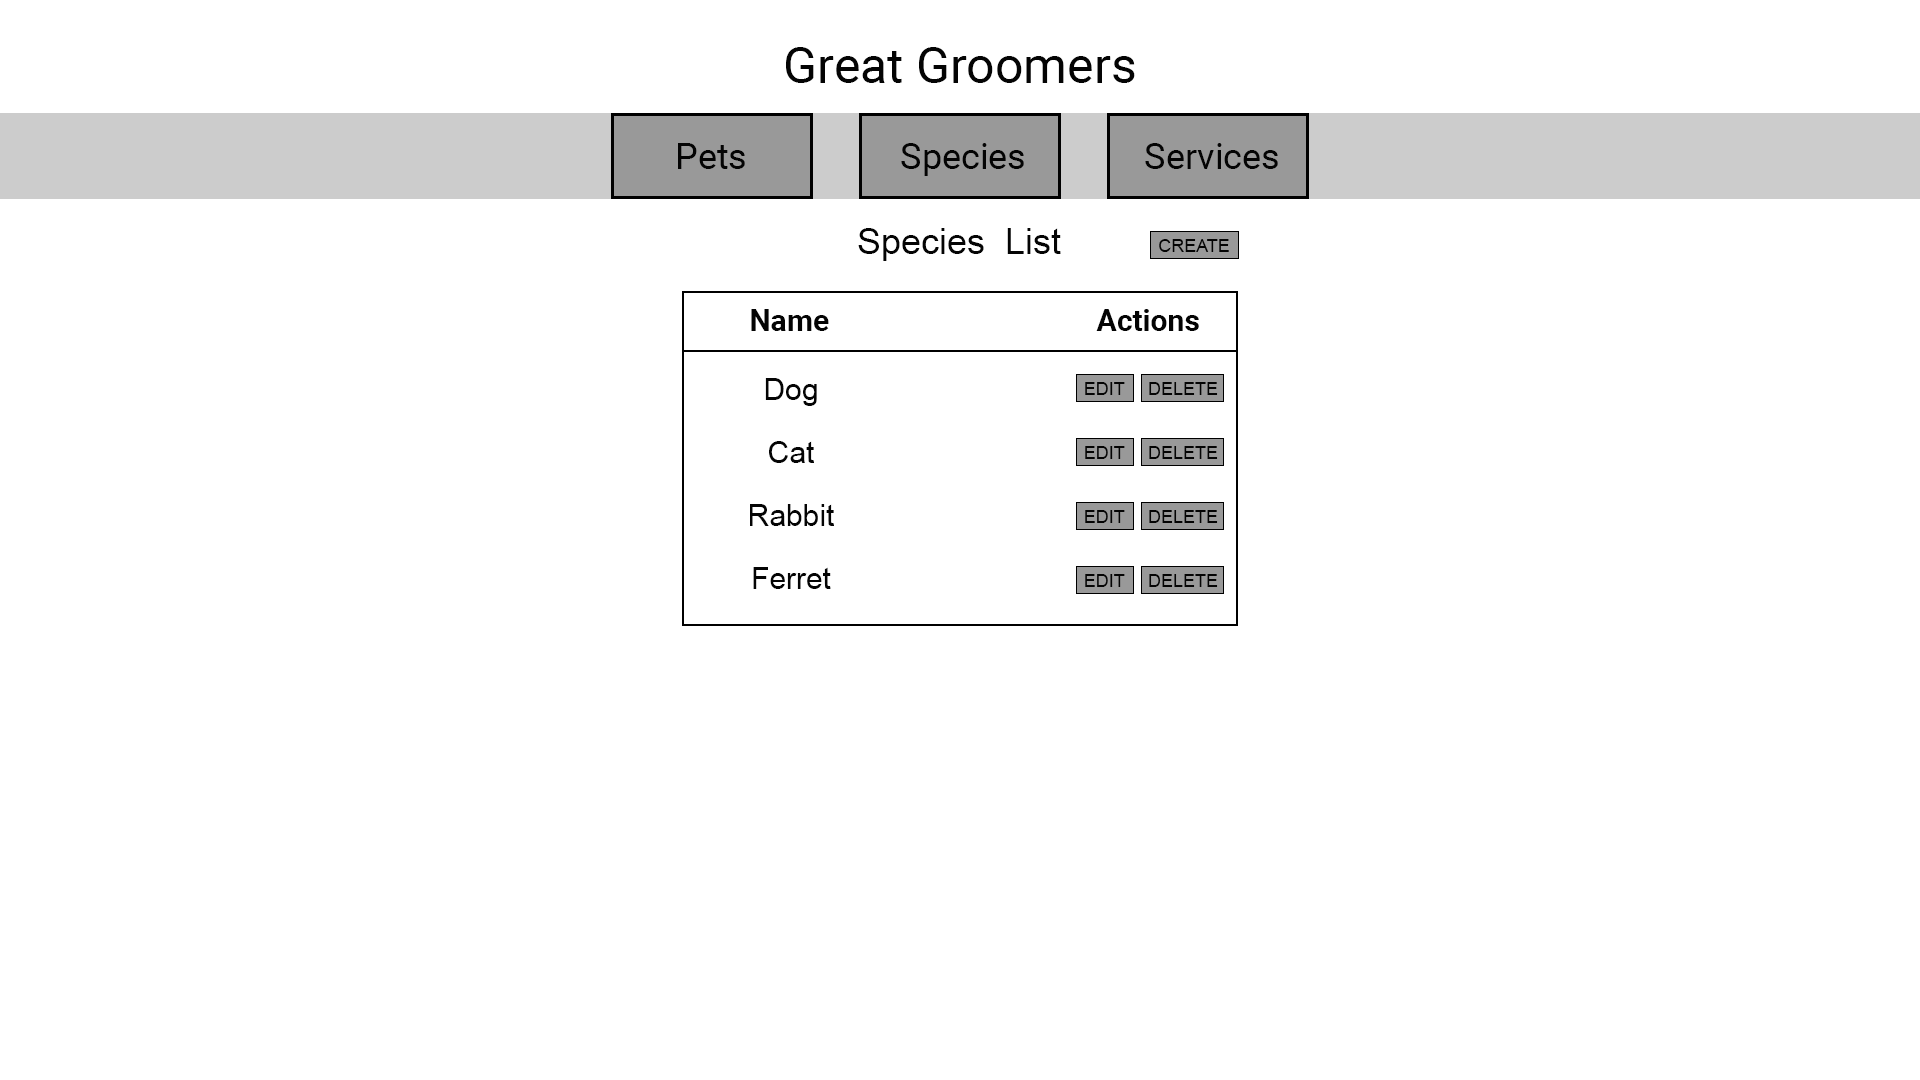 Great Groomers
Pets Species Services
Species List CREATE
Name Actions
Dog EDIT DELETE
Cat EDIT DELETE
Rabbit EDIT DELETE
Ferret EDIT DELETE